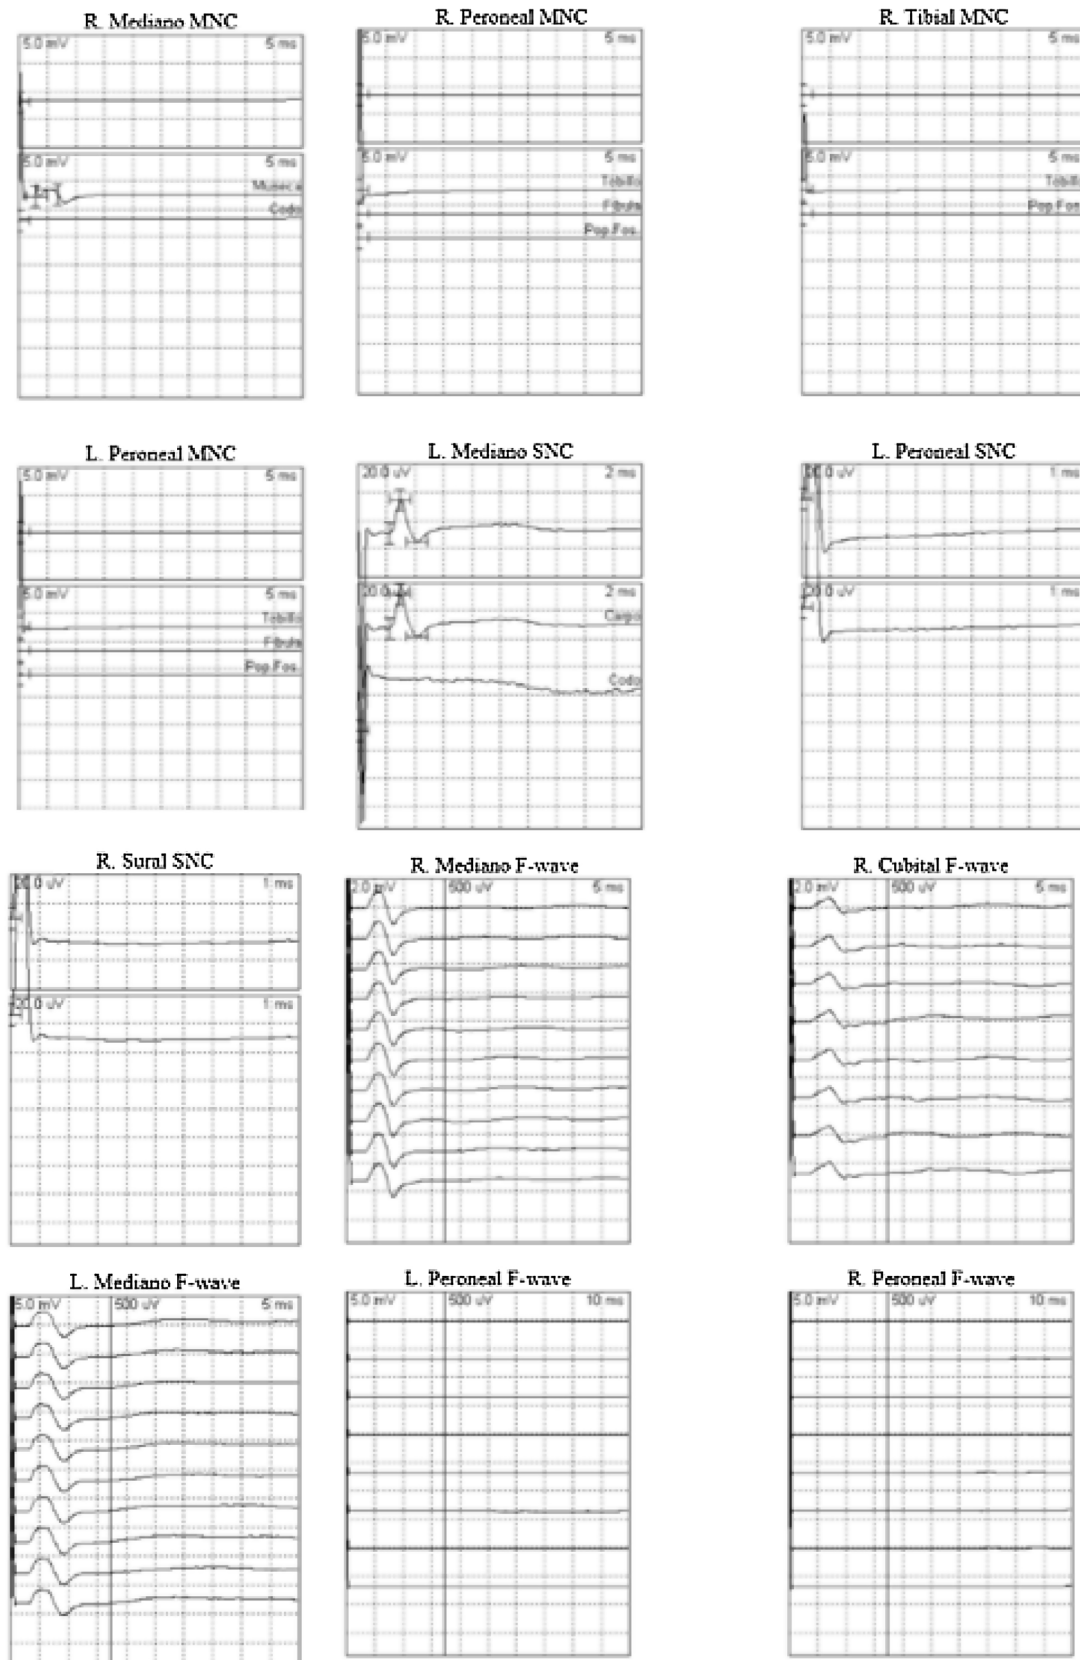 R. Mediano MNC
5.0 mV 5 ms
5.0 mV 5 ms
Muñeca
Codo
R. Peroneal MNC
5.0 mV 5 ms
5.0 mV 5 ms
Tobillo
Fibula
Pop.Fos.
R. Tibial MNC
5.0 mV 5 ms
5.0 mV 5 ms
Tobillo
Pop.Fos.
L. Peroneal MNC
5.0 mV 5 ms
5.0 mV 5 ms
Tobillo
Fibula
Pop.Fos.
L. Mediano SNC
20.0 uV 2 ms
20.0 uV 2 ms
Carpo
Codo
L. Peroneal SNC
uV 1 ms
20.0 uV 1 ms
R. Sural SNC
20.0 uV 1 ms
20.0 uV 1 ms
R. Mediano F-wave
2.0 mV 500 uV 5 ms
R. Cubital F-wave
2.0 mV 500 uV 5 ms
L. Mediano F-wave
5.0 mV 500 uV 5 ms
L. Peroneal F-wave
5.0 mV 500 uV 10 ms
R. Peroneal F-wave
5.0 mV 500 uV 10 ms